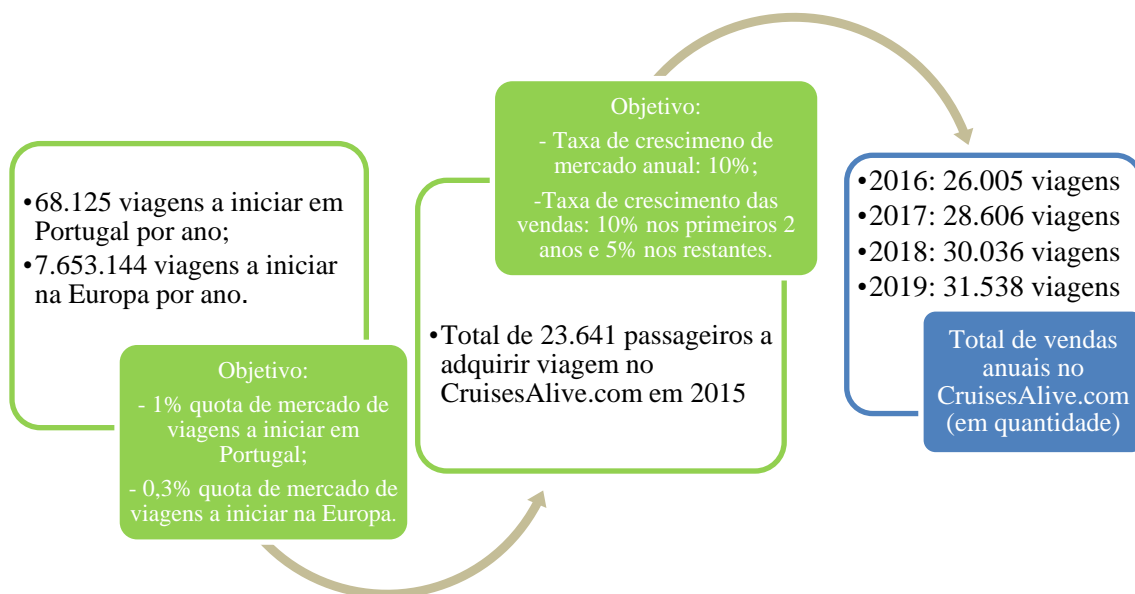 •68.125 viagens a iniciar em
Portugal por ano;
•7.653.144 viagens a iniciar
na Europa por ano.
Objetivo:
- 1% quota de mercado de
viagens a iniciar em
Portugal;
- 0,3% quota de mercado de
viagens a iniciar na Europa.
Objetivo:
- Taxa de crescimeno de
mercado anual: 10%;
-Taxa de crescimento das
vendas: 10% nos primeiros 2
anos e 5% nos restantes.
•Total de 23.641 passageiros a
adquirir viagem no
CruisesAlive.com em 2015
•2016: 26.005 viagens
•2017: 28.606 viagens
•2018: 30.036 viagens
•2019: 31.538 viagens
Total de vendas
anuais no
CruisesAlive.com
(em quantidade)